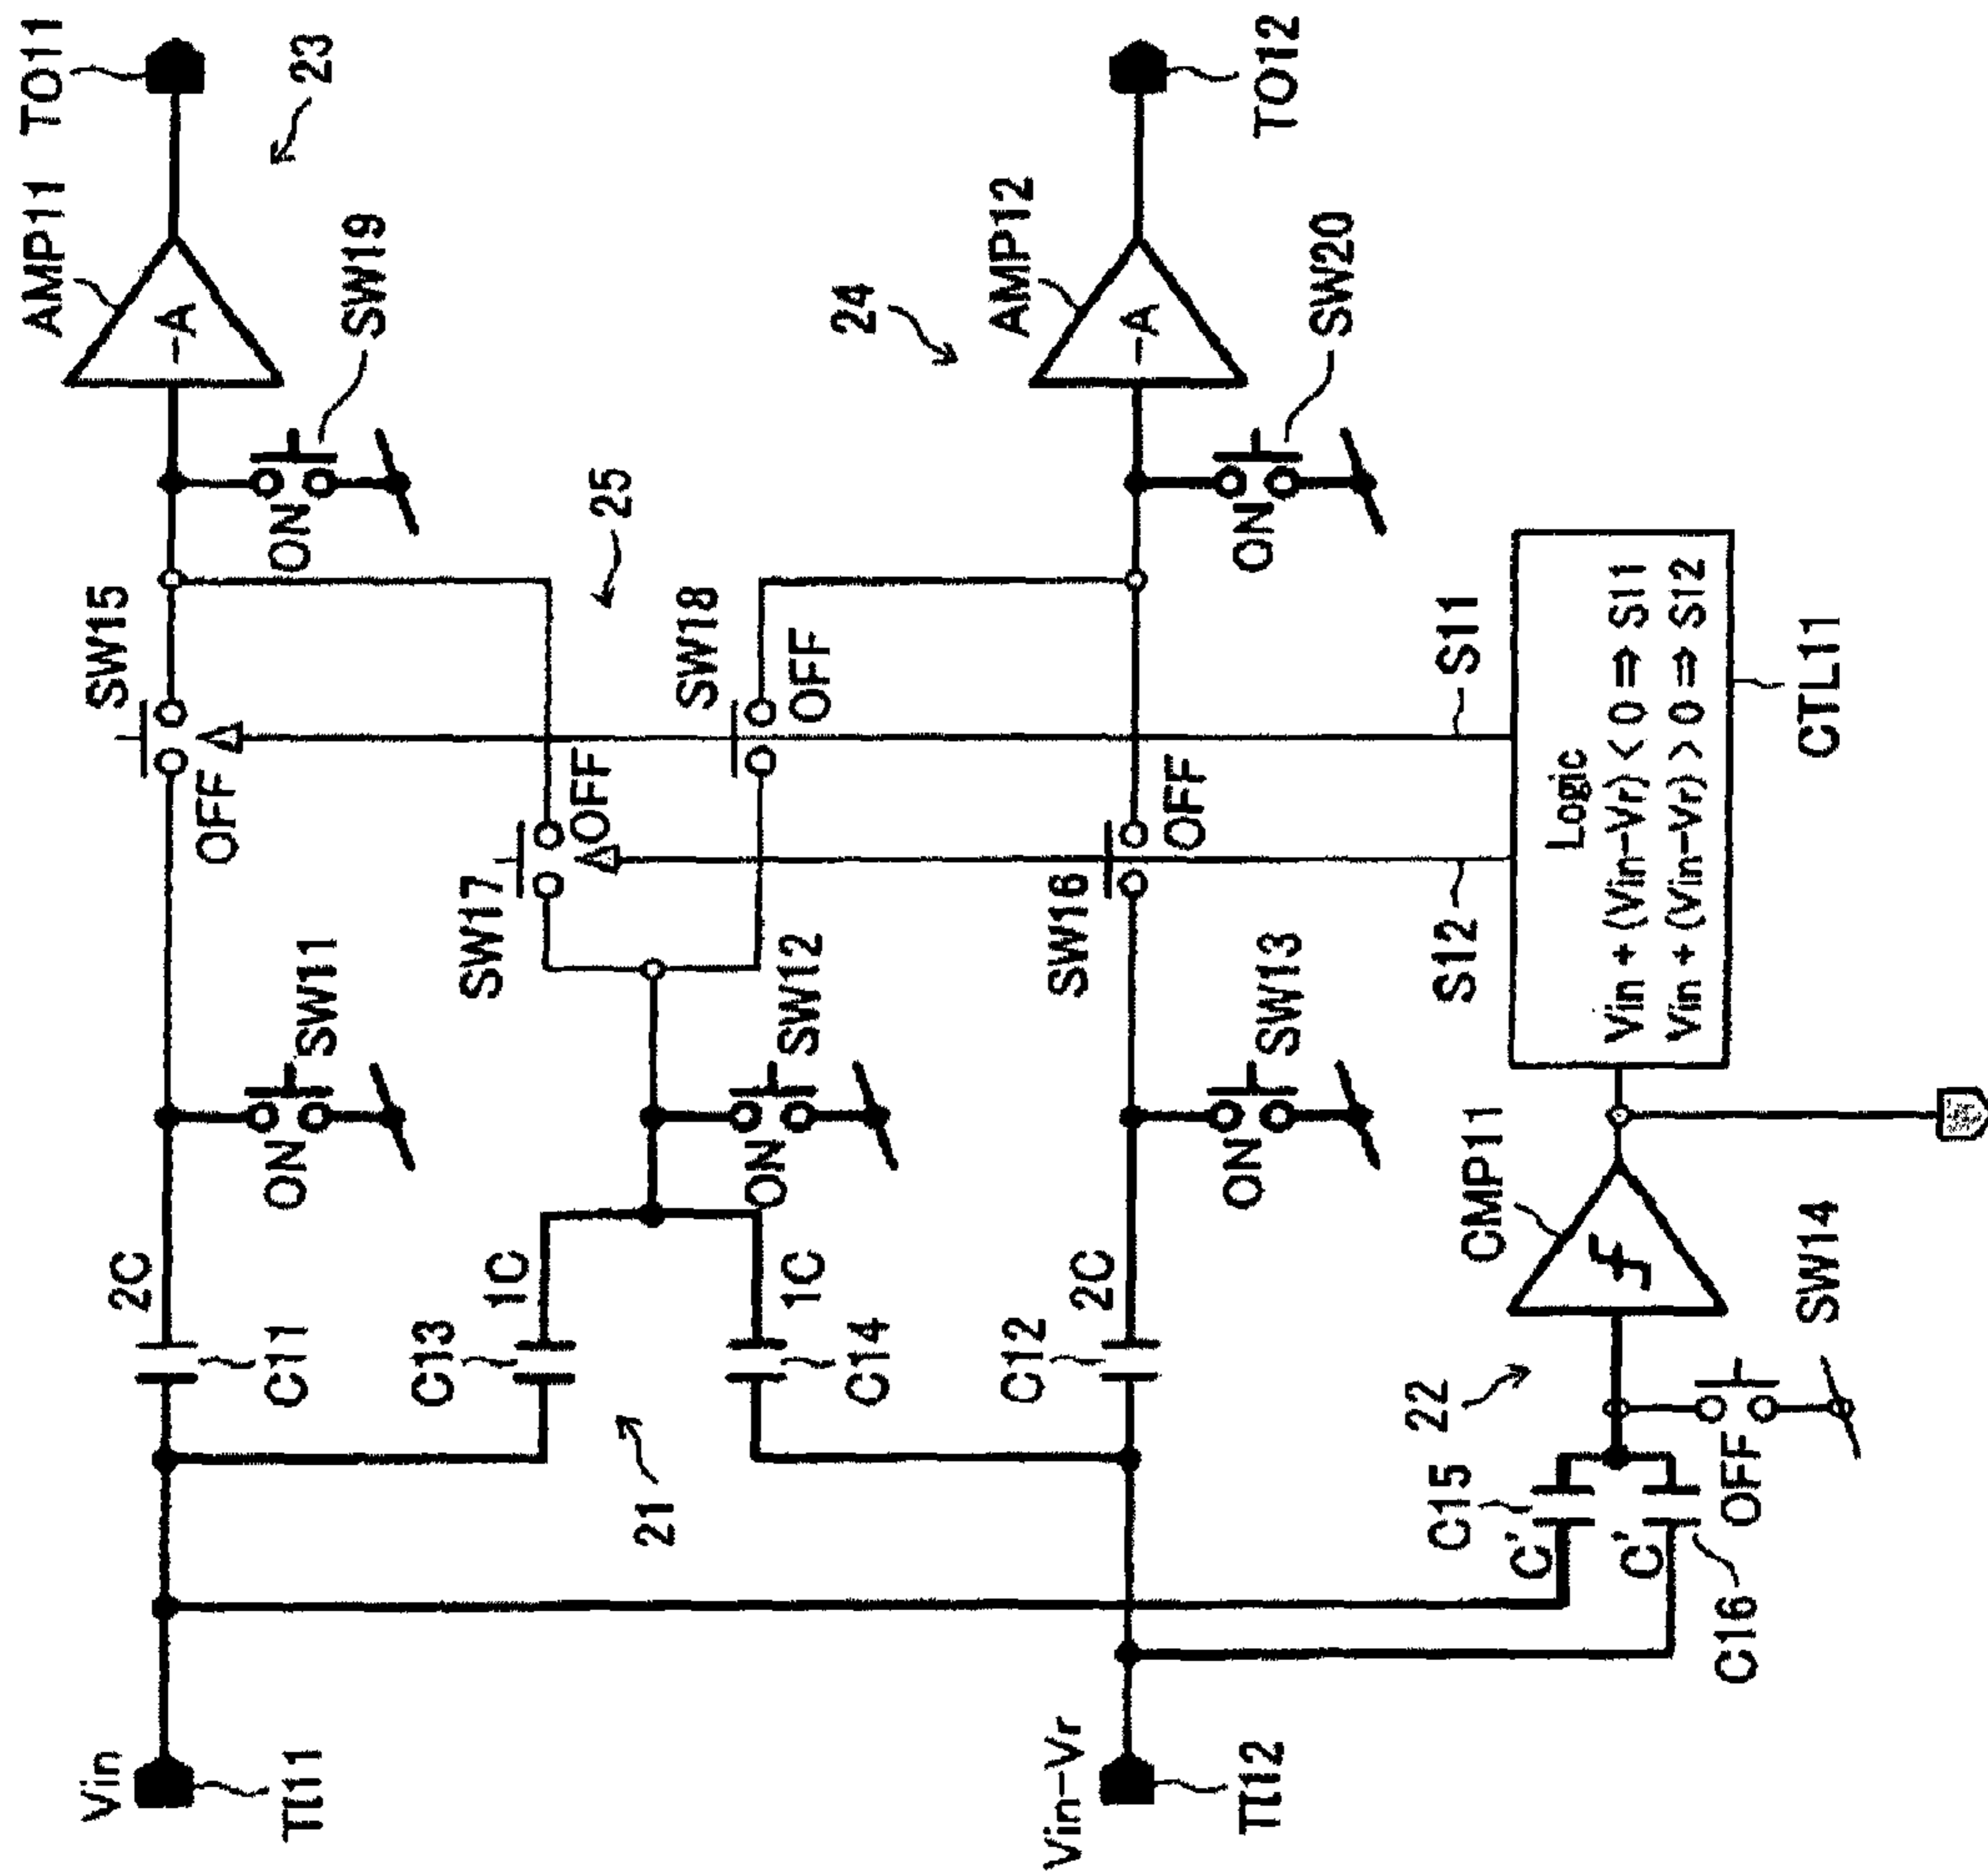 Vin
TI11
2C
C11
ON
SW11
OFF
SW15
ON
SW19
-A
AMP11
TO11
23
C13
1C
21
1C
C14
SW17
OFF
ON
SW12
SW18
OFF
25
Vin-Vr
TI12
C12
2C
ON
SW13
SW16
OFF
24
ON
SW20
-A
AMP12
TO12
C15
C'
C'
C16
22
OFF
SW14
CMP11
S12
S11
Logic
Vin + (Vin-Vr) < 0 ⇒ S11
Vin + (Vin-Vr) > 0 ⇒ S12
CTL11